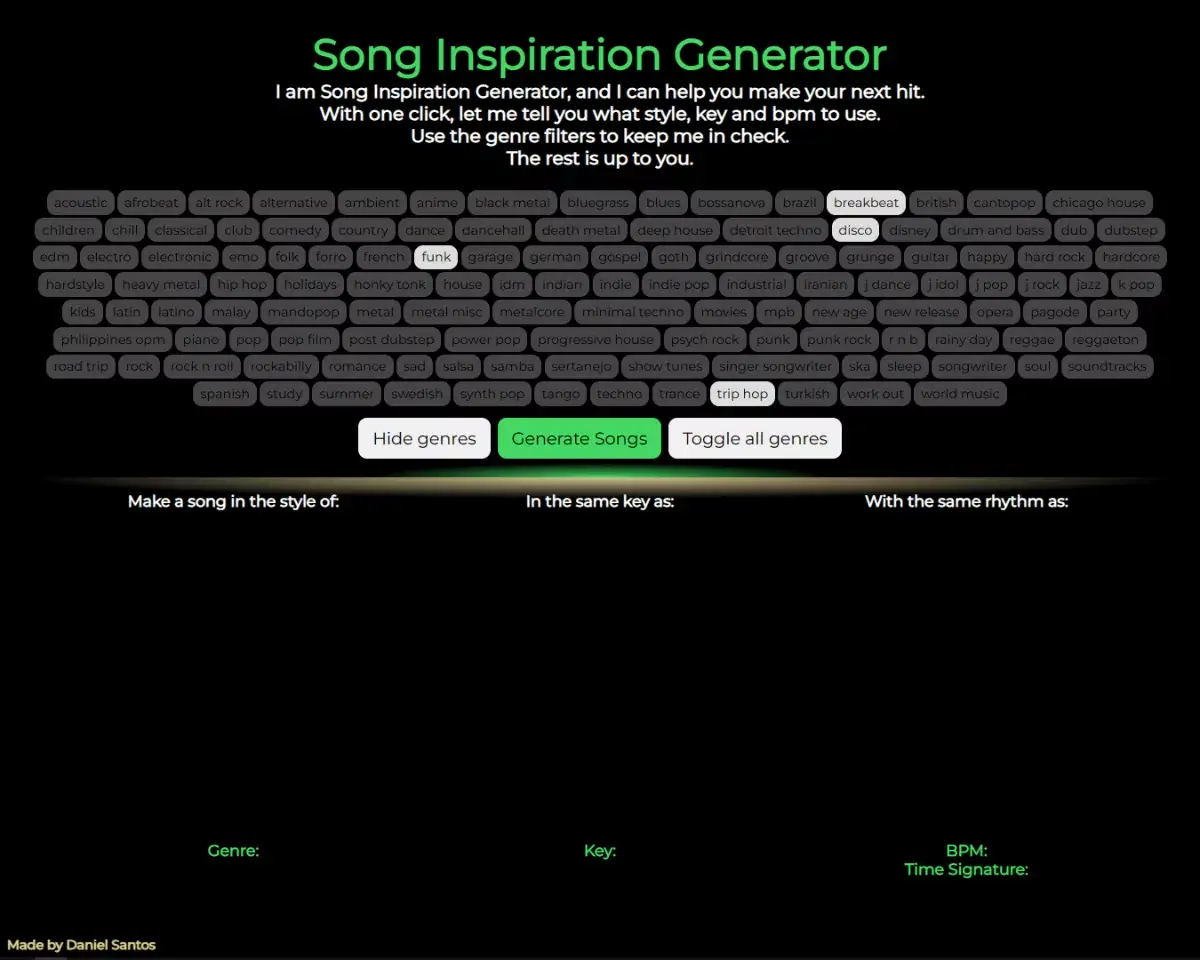 Song Inspiration Generator
I am Song Inspiration Generator, and I can help you make your next hit.
With one click, let me tell you what style, key and bpm to use.
Use the genre filters to keep me in check.
The rest is up to you.
acoustic afrobeat alt rock alternative ambient anime black metal bluegrass blues bossanova brazil breakbeat british cantopop chicago house
children chill classical club comedy country dance dancehall death metal deep house detroit techno disco disney drum and bass dub dubstep
edm electro electronic emo folk forro french funk garage german gospel goth grindcore groove grunge guitar happy hard rock hardcore
hardstyle heavy metal hip hop holidays honky tonk house idm indian indie indie pop industrial iranian j dance j idol j pop j rock jazz k pop
kids latin latino malay mandopop metal metal misc metalcore minimal techno movies mpb new age new release opera pagode party
philippines opm piano pop pop film post dubstep power pop progressive house psych rock punk punk rock r n b rainy day reggae reggaeton
road trip rock rock n roll rockabilly romance sad salsa samba sertanejo show tunes singer songwriter ska sleep songwriter soul soundtracks
spanish study summer swedish synth pop tango techno trance trip hop turkish work out world music
Hide genres Generate Songs Toggle all genres
Make a song in the style of: In the same key as: With the same rhythm as:
Genre: Key: BPM:
Time Signature:
Made by Daniel Santos